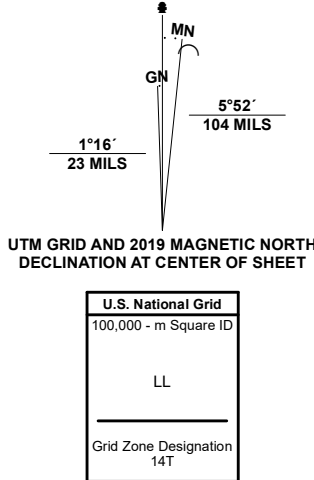 MN
GN
5°52´
104 MILS
1°16´
23 MILS
UTM GRID AND 2019 MAGNETIC NORTH
DECLINATION AT CENTER OF SHEET
U.S. National Grid
100,000 - m Square ID
LL
Grid Zone Designation
14T